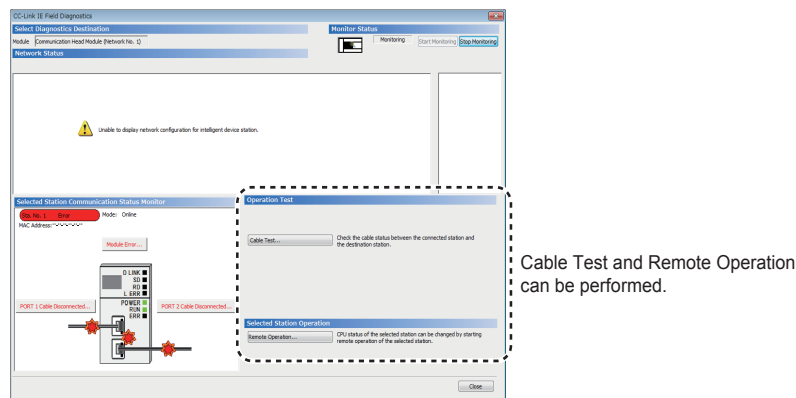 CC-Link IE Field Diagnostics
Select Diagnostics Destination
Monitor Status
Module Communication Head Module (Network No. 1)
Monitoring Start Monitoring Stop Monitoring
Network Status
Unable to display network configuration for intelligent device station.
Selected Station Communication Status Monitor
Sta. No. 1 Error Mode: Online
MAC Address:
Module Error...
D LINK
SD
RD
L ERR
POWER
RUN
ERR
PORT 1 Cable Disconnected...
PORT 2 Cable Disconnected...
Operation Test
Cable Test...
Check the cable status between the connected station and
the destination station.
Selected Station Operation
Remote Operation...
CPU status of the selected station can be changed by starting
remote operation of the selected station.
Close
Cable Test and Remote Operation
can be performed.